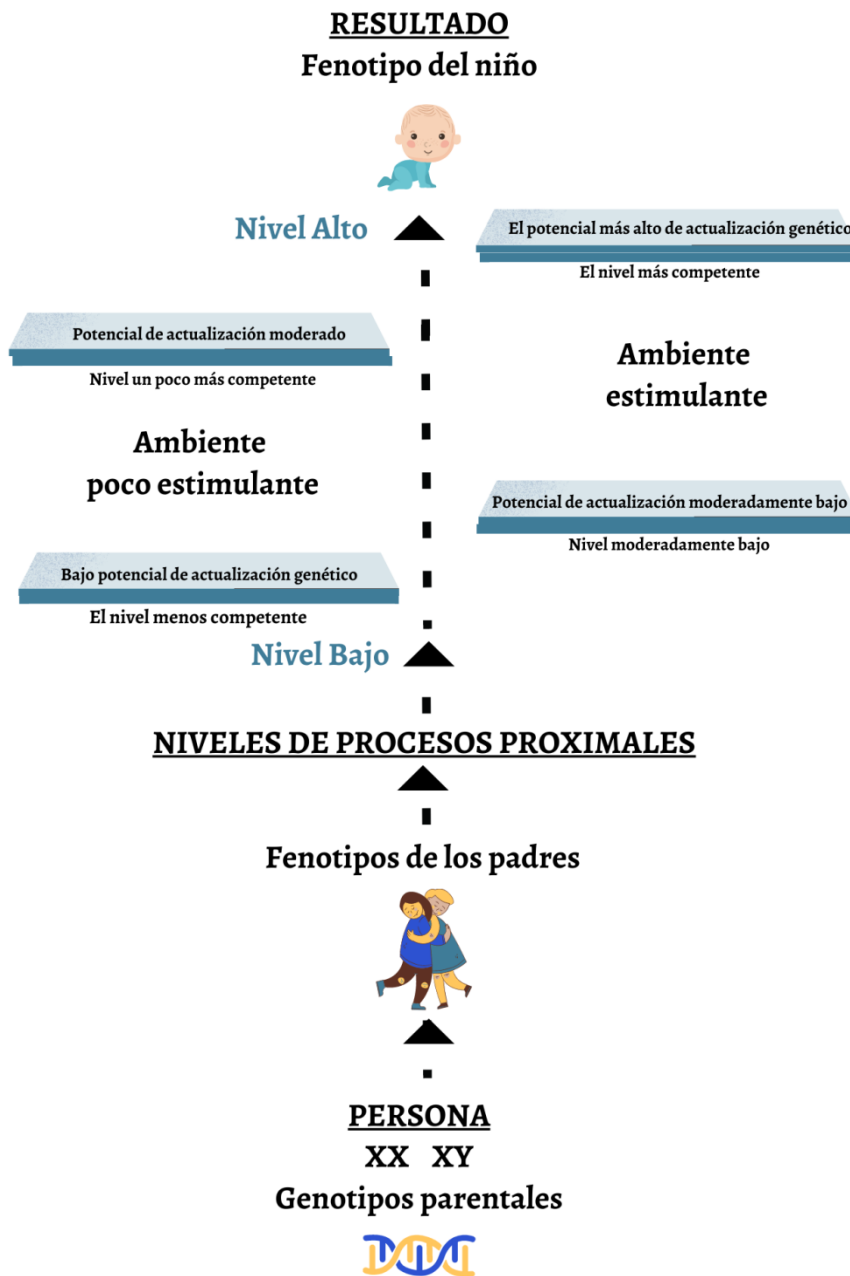 RESULTADO
Fenotipo del niño
Nivel Alto
El potencial más alto de actualización genético
El nivel más competente
Potencial de actualización moderado
Nivel un poco más competente
Ambiente
estimulante
Ambiente
poco estimulante
Potencial de actualización moderadamente bajo
Nivel moderadamente bajo
Bajo potencial de actualización genético
El nivel menos competente
Nivel Bajo
NIVELES DE PROCESOS PROXIMALES
Fenotipos de los padres
PERSONA
XX XY
Genotipos parentales